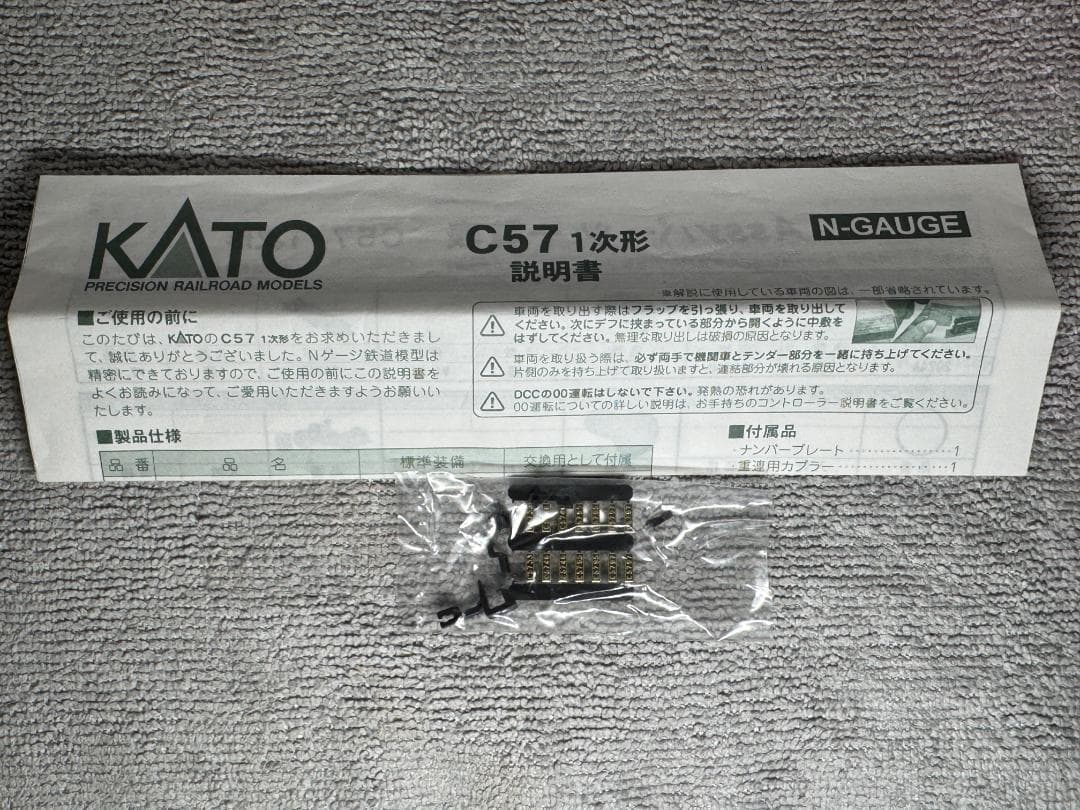 KATO
PRECISION RAILROAD MODELS
C57 1次形
説明書
N-GAUGE
※解説に使用している車両の図は、一部省略されています。
■ご使用の前に
このたびは、KATOのC57 1次形をお求めいただきまし
て、誠にありがとうございました。Nゲージ鉄道模型は
精密にできておりますので、ご使用の前にこの説明書を
よくお読みになって、ご愛用いただきますようお願いい
たします。
車両を取り出す際はフラップを引っ張り、車両を取り出して
ください。次にデフに挟まっている部分から開くように中敷を
はずしてください。無理な取り出しは破損の原因となります。
車両を取り扱う際は、必ず両手で機関車とテンダー部分を一緒に持ち上げてください。
片側のみを持ち上げて取り扱いますと、連結部分が壊れる原因となります。
DCCの00運転はしないで下さい。発熱の恐れがあります。
00運転についての詳しい説明は、お手持ちのコントローラー説明書をご覧ください。
■製品仕様
品 番 品 名 標準装備 交換用として付属
■付属品
・ナンバープレート・・・・・・・・・・・・・・1
・重連用カプラー・・・・・・・・・・・・・・・1